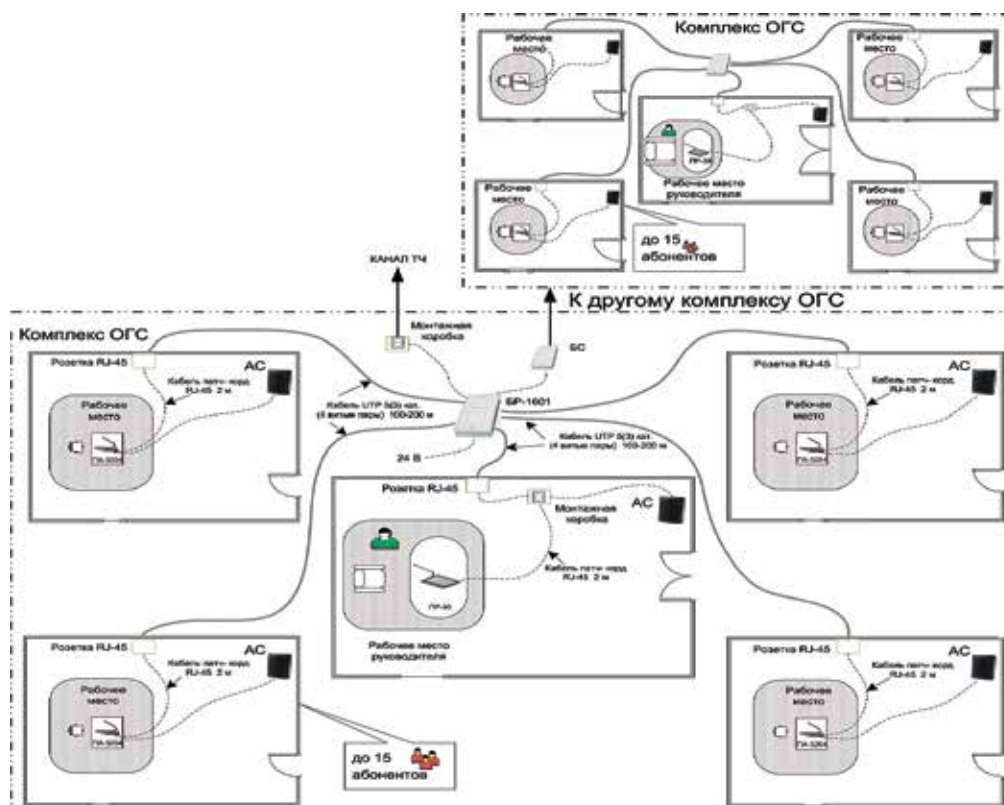 Комплекс ОГС
Рабочее
место
Рабочее
место
Рабочее место
руководителя
Рабочее
место
Рабочее
место
до 15
абонентов
КАНАЛ ТЧ
К другому комплексу ОГС
Комплекс ОГС
Монтажная
коробка
БС
Розетка RJ-45
АС
Кабель патч-корд
RJ-45 2 м
Рабочее
место
Кабель UTP 5(3) кат.
(4 витые пары) 100-200 м
БР-1601
Кабель UTP 5(3) кат.
(4 витые пары) 100-200 м
24 В
Розетка RJ-45
АС
Кабель патч-корд
RJ-45 2 м
Рабочее
место
Розетка RJ-45
Монтажная
коробка
АС
Кабель патч-корд
RJ-45 2 м
Рабочее место
руководителя
Розетка RJ-45
АС
Кабель патч-корд
RJ-45 2 м
Рабочее
место
до 15
абонентов
Розетка RJ-45
АС
Кабель патч-корд
RJ-45 2 м
Рабочее
место